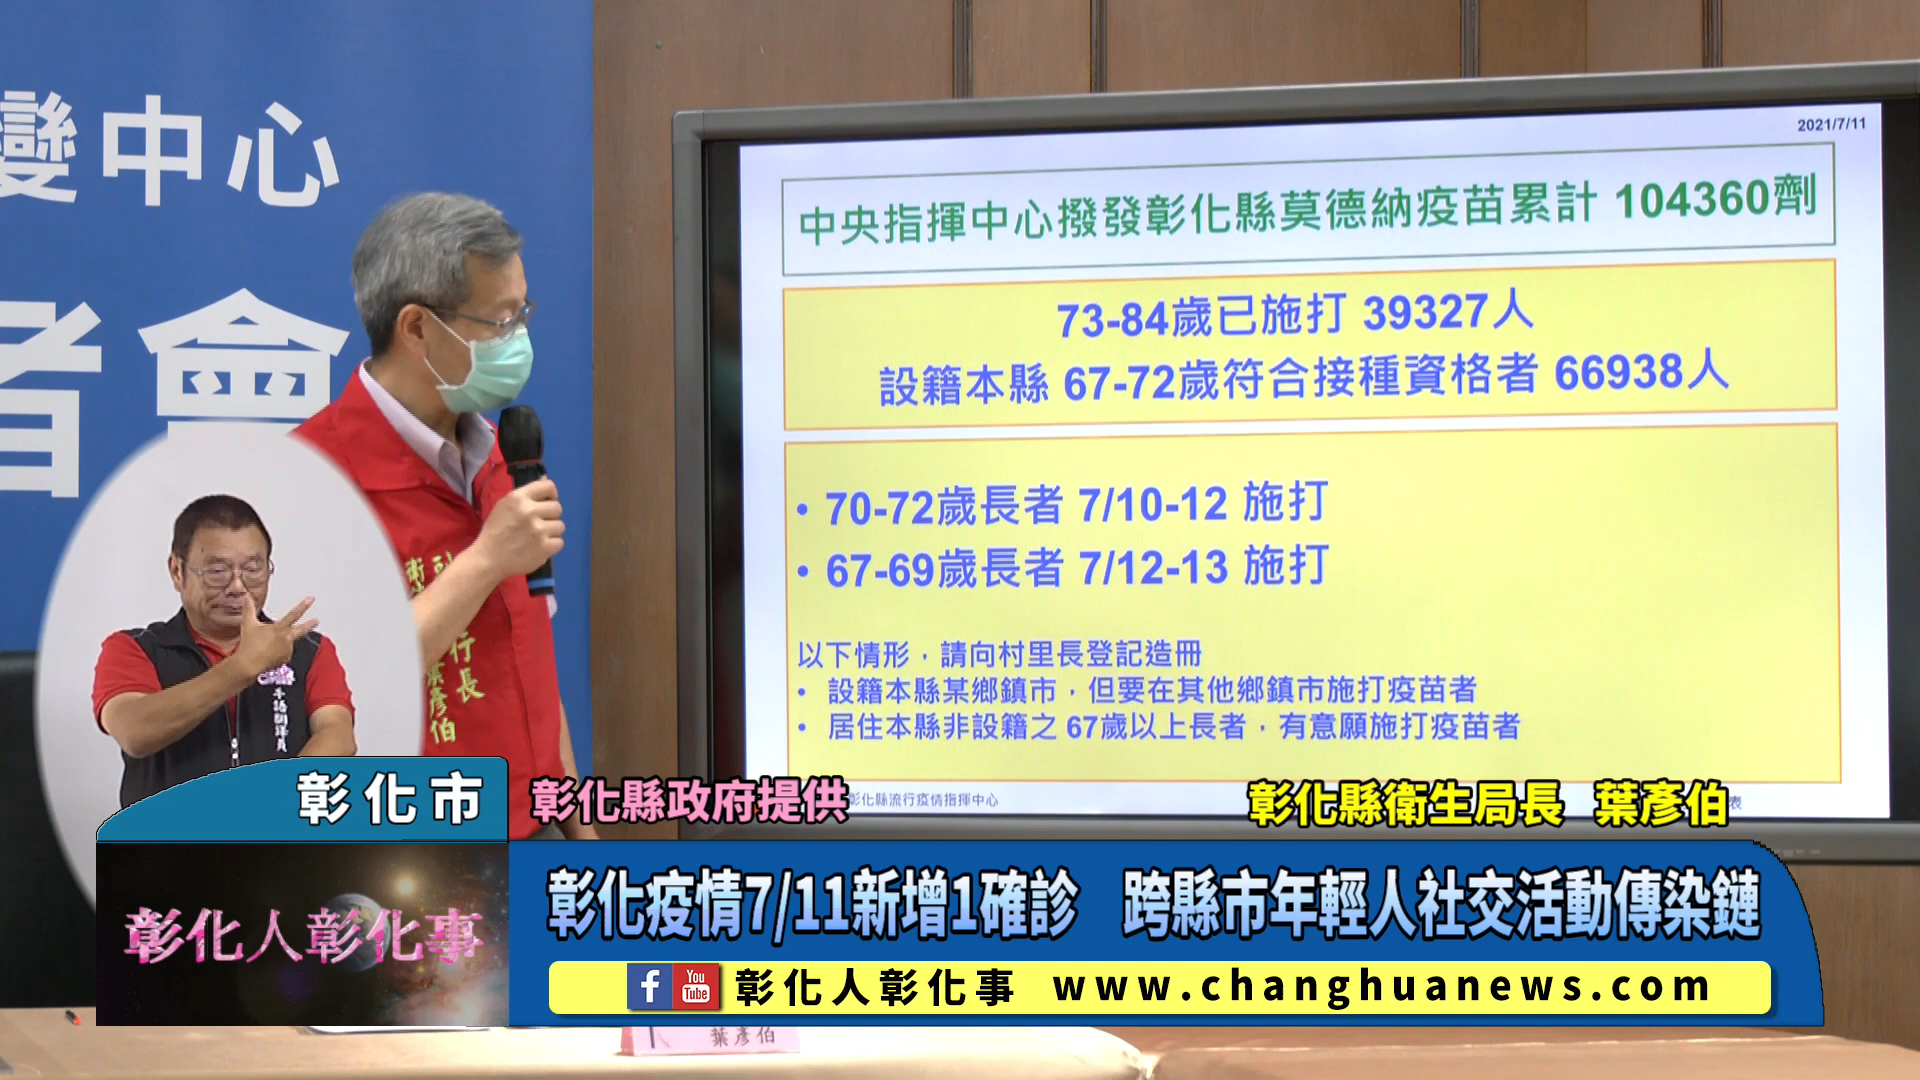 變中心
者會
2021/7/11
中央指揮中心撥發彰化縣莫德納疫苗累計 104360劑
73-84歲已施打 39327人
設籍本縣 67-72歲符合接種資格者 66938人
• 70-72歲長者 7/10-12 施打
• 67-69歲長者 7/12-13 施打
以下情形，請向村里長登記造冊
• 設籍本縣某鄉鎮市，但要在其他鄉鎮市施打疫苗者
• 居住本縣非設籍之 67歲以上長者，有意願施打疫苗者
彰化縣流行疫情指揮中心
表
行長
葉彥伯
手語翻譯員
彰化市
彰化縣政府提供
彰化縣衛生局長 葉彥伯
彰化人彰化事
彰化疫情7/11新增1確診 跨縣市年輕人社交活動傳染鏈
f You Tube 彰化人彰化事 www.changhuanews.com
葉彥伯